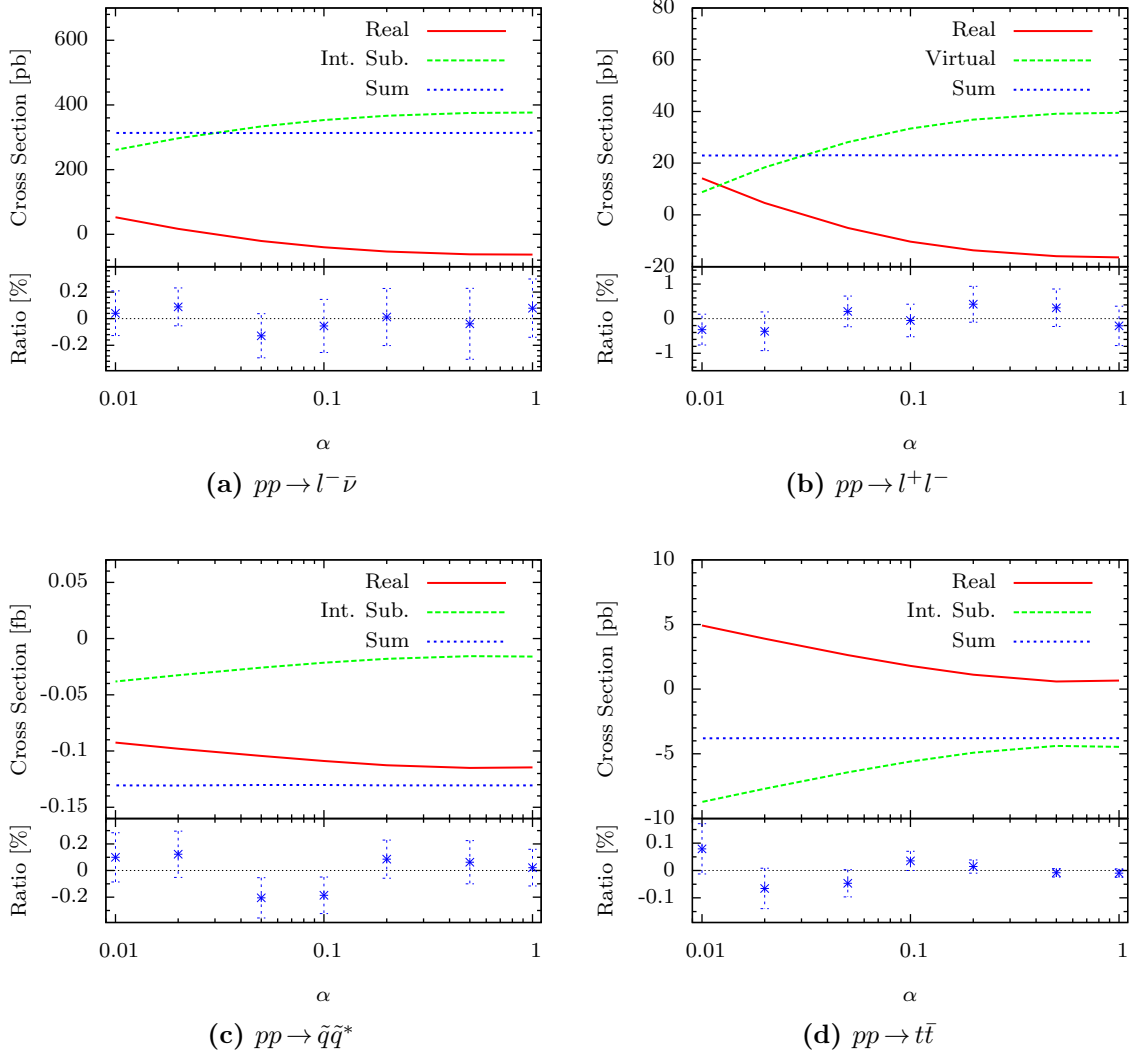 Cross Section [pb]
600
400
200
0
Real
Int. Sub.
Sum
Ratio [%]
0.2
0
-0.2
0.01
0.1
1
α
(a) pp → l⁻ν̄
Cross Section [pb]
80
60
40
20
0
-20
Real
Virtual
Sum
Ratio [%]
1
0
-1
0.01
0.1
1
α
(b) pp → l⁺l⁻
Cross Section [fb]
0.05
0
-0.05
-0.1
-0.15
Real
Int. Sub.
Sum
Ratio [%]
0.2
0
-0.2
0.01
0.1
1
α
(c) pp → q̃q̃*
Cross Section [pb]
10
5
0
-5
-10
Real
Int. Sub.
Sum
Ratio [%]
0.1
0
-0.1
0.01
0.1
1
α
(d) pp → tt̄